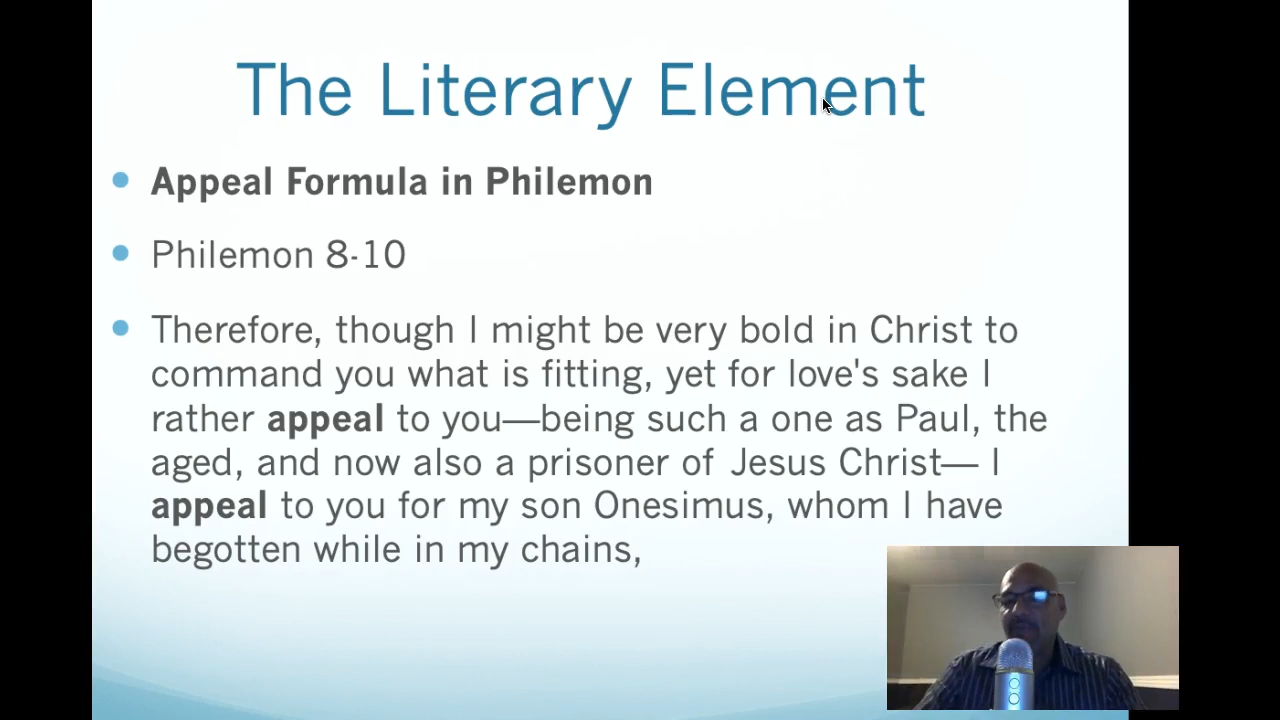 The Literary Element
Appeal Formula in Philemon
Philemon 8-10
Therefore, though I might be very bold in Christ to
command you what is fitting, yet for love's sake I
rather appeal to you—being such a one as Paul, the
aged, and now also a prisoner of Jesus Christ— I
appeal to you for my son Onesimus, whom I have
begotten while in my chains,